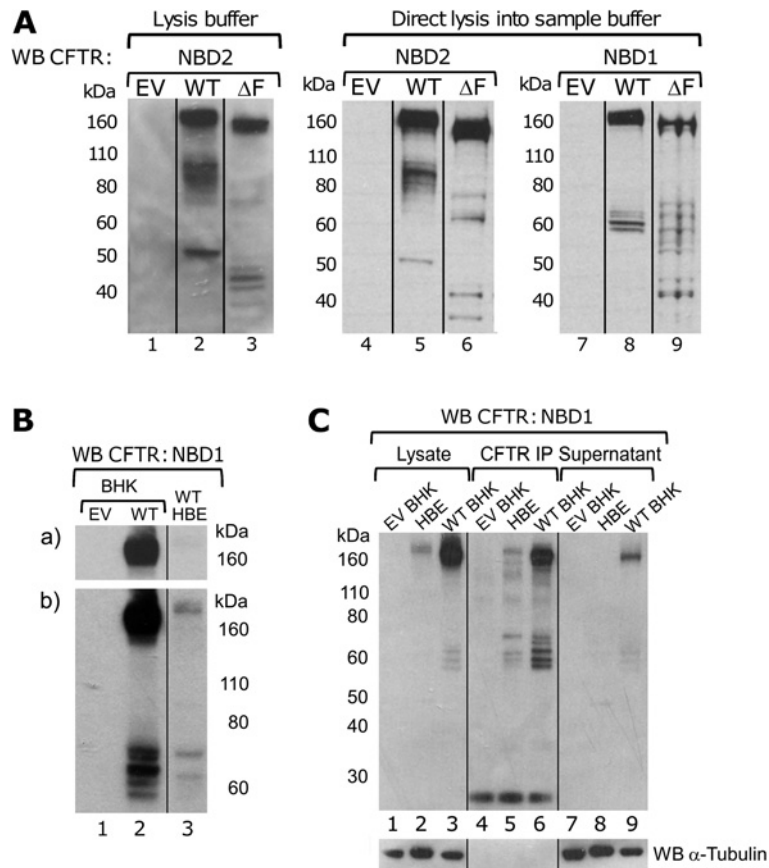 A
Lysis buffer
Direct lysis into sample buffer
WB CFTR:
NBD2
NBD2
NBD1
kDa
EV
WT
ΔF
kDa
EV
WT
ΔF
kDa
EV
WT
ΔF
160
110
80
60
50
40
160
110
80
60
50
40
160
110
80
60
50
40
1
2
3
4
5
6
7
8
9
B
WB CFTR: NBD1
BHK
WT
HBE
EV
WT
kDa
a)
160
b)
kDa
160
110
80
60
1
2
3
C
WB CFTR: NBD1
Lysate
CFTR IP
Supernatant
EV BHK
HBE
WT BHK
EV BHK
HBE
WT BHK
EV BHK
HBE
WT BHK
kDa
160
110
80
60
50
40
30
1
2
3
4
5
6
7
8
9
WB α-Tubulin